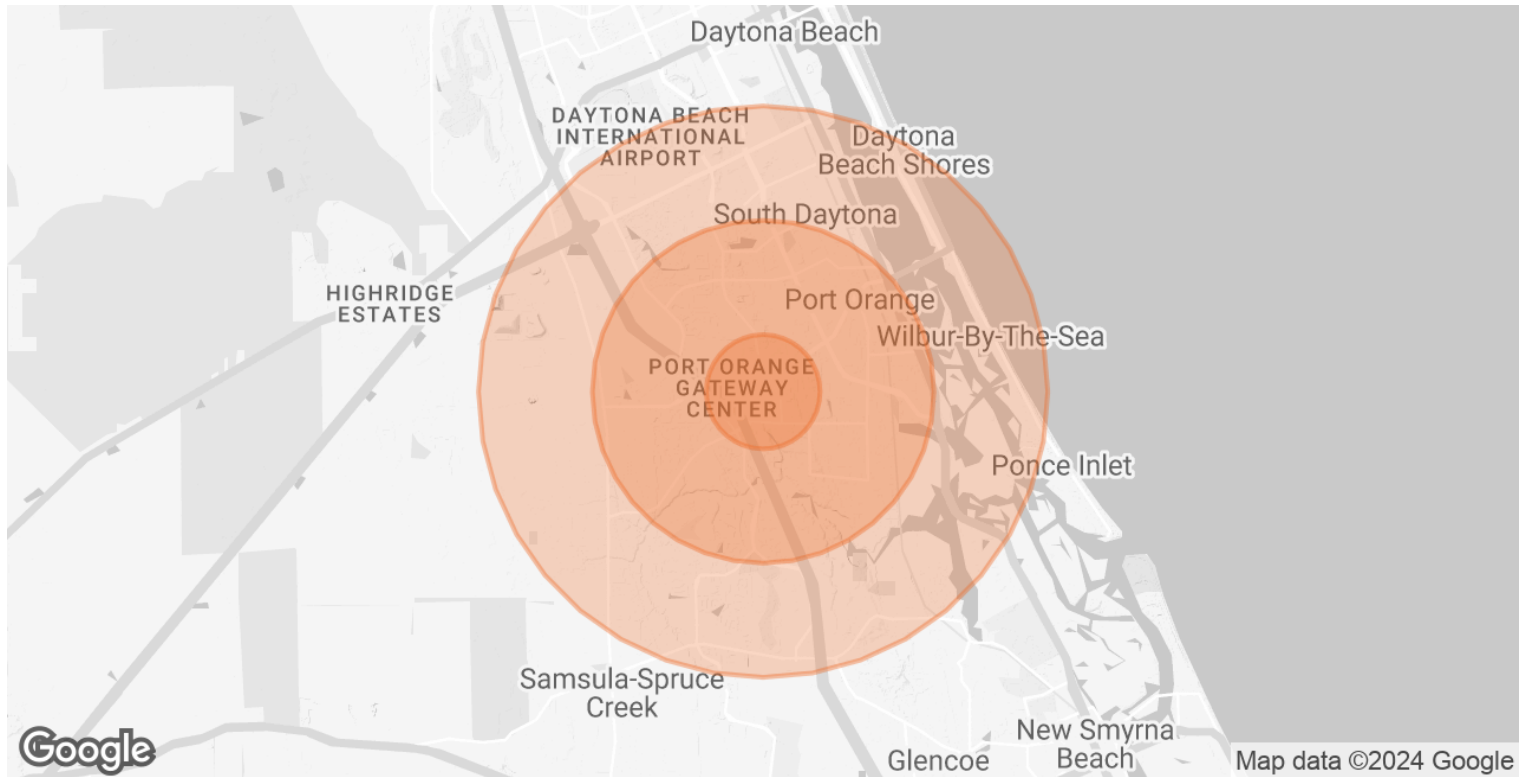 Daytona Beach
DAYTONA BEACH
INTERNATIONAL
AIRPORT
Daytona
Beach Shores
South Daytona
HIGHRIDGE
ESTATES
Port Orange
Wilbur-By-The-Sea
PORT ORANGE
GATEWAY
CENTER
Ponce Inlet
Samsula-Spruce
Creek
New Smyrna
Beach
Glencoe
Google
Map data ©2024 Google